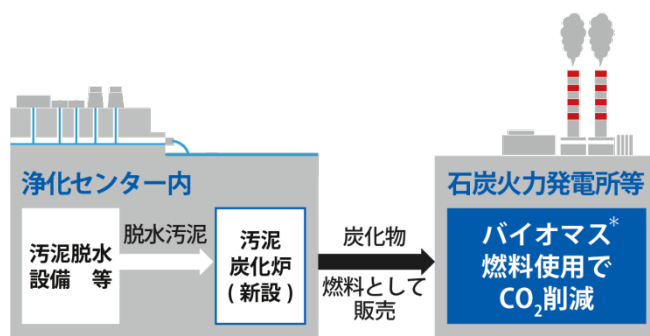 浄化センター内
汚泥脱水
設備　等
脱水汚泥
汚泥
炭化炉
(新設)
炭化物
燃料として
販売
石炭火力発電所等
バイオマス*
燃料使用で
CO₂削減